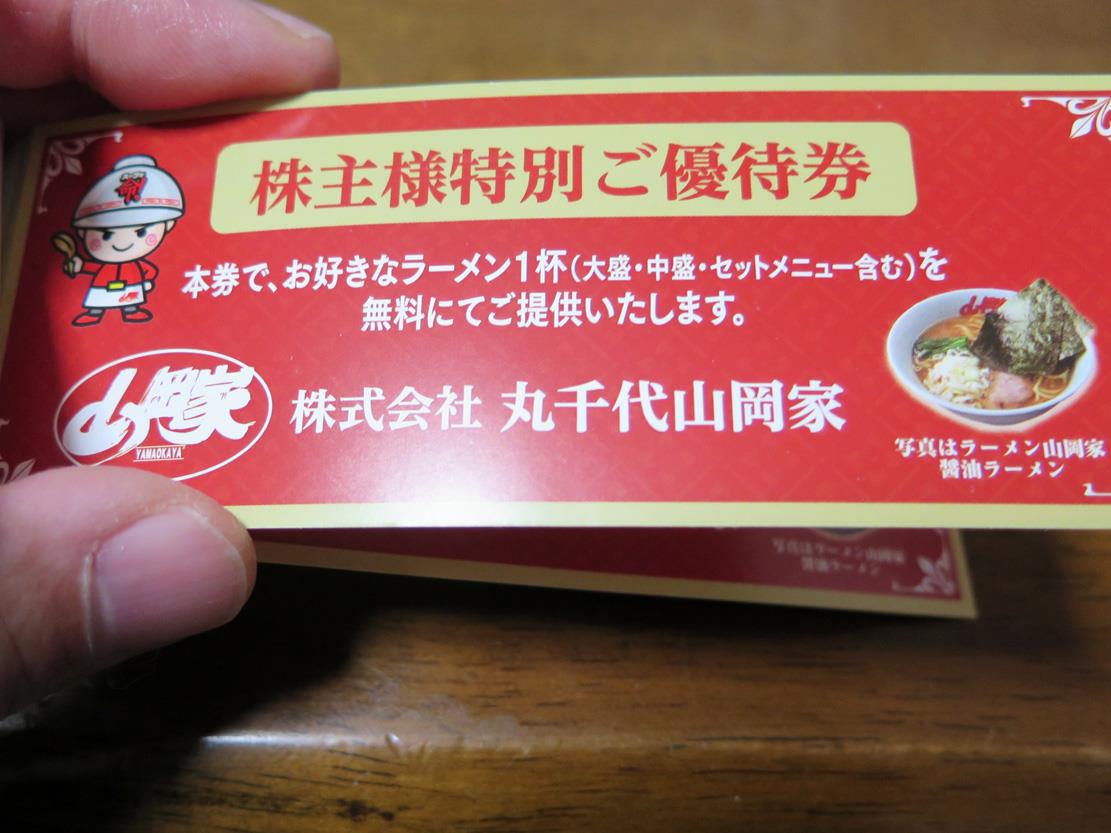 株主様特別ご優待券
本券で、お好きなラーメン1杯(大盛・中盛・セットメニュー含む)を
無料にてご提供いたします。
山岡家
YAMAOKAYA
株式会社 丸千代山岡家
写真はラーメン山岡家
醤油ラーメン